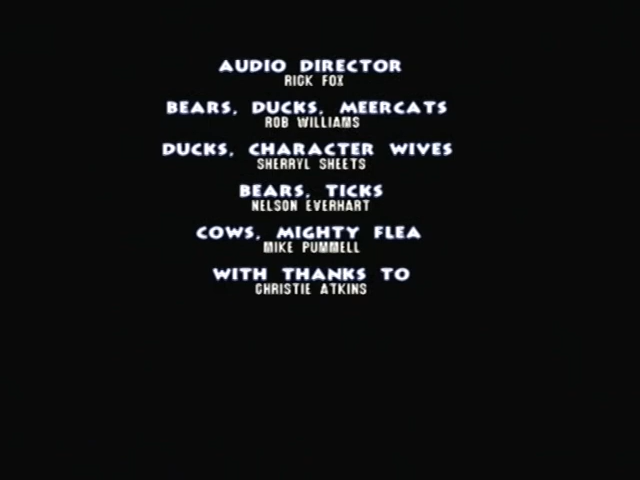 AUDIO DIRECTOR
RICK FOX
BEARS, DUCKS, MEERCATS
ROB WILLIAMS
DUCKS, CHARACTER WIVES
SHERRYL SHEETS
BEARS, TICKS
NELSON EVERHART
COWS, MIGHTY FLEA
MIKE PUMMELL
WITH THANKS TO
CHRISTIE ATKINS